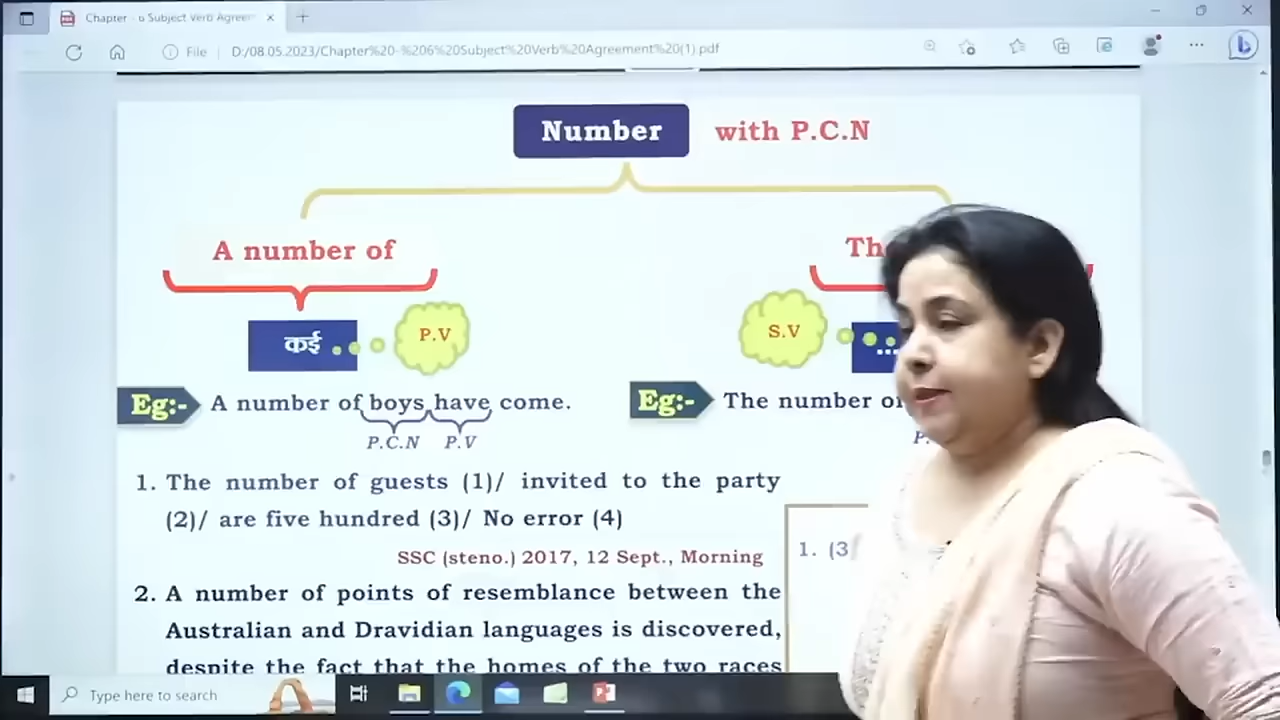 Chapter - 6 Subject Verb Agreer
File D:/08.05.2023/Chapter%20-%206%20Subject%20Verb%20Agreement%20(1).pdf
Number with P.C.N
A number of
कई P.V
S.V
Eg:- A number of boys have come.
P.C.N P.V
Eg:- The number
1. The number of guests (1)/ invited to the party
(2)/ are five hundred (3)/ No error (4)
SSC (steno.) 2017, 12 Sept., Morning
1. (3
2. A number of points of resemblance between the
Australian and Dravidian languages is discovered,
despite the fact that the homes of the two races
Type here to search